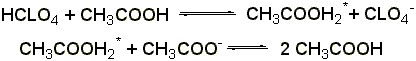 HCLO₄ + CH₃COOH ⇌ CH₃COOH₂* + CLO₄⁻
CH₃COOH₂* + CH₃COO⁻ ⇌ 2 CH₃COOH